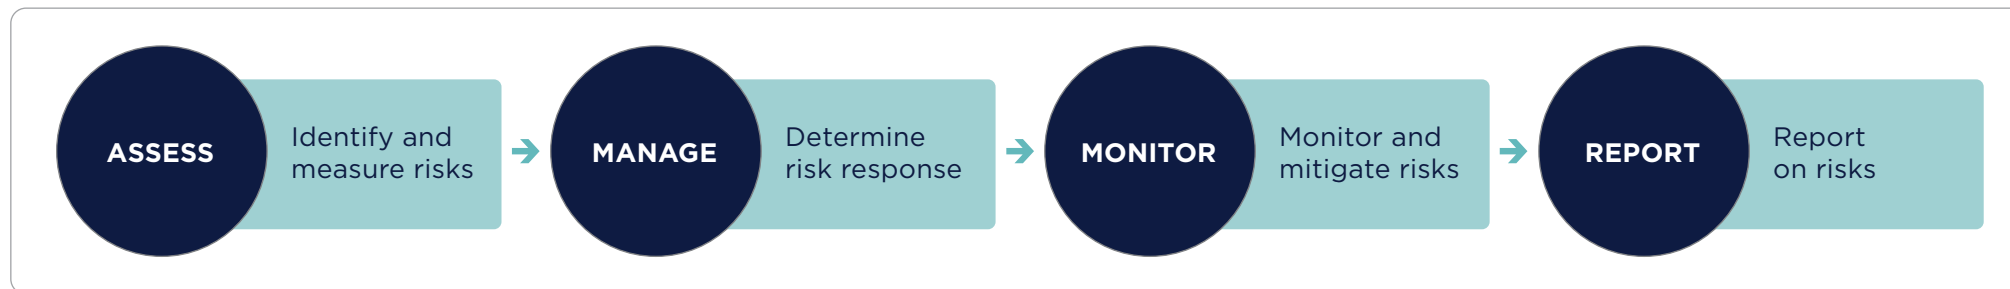 ASSESS
Identify and
measure risks
MANAGE
Determine
risk response
MONITOR
Monitor and
mitigate risks
REPORT
Report
on risks